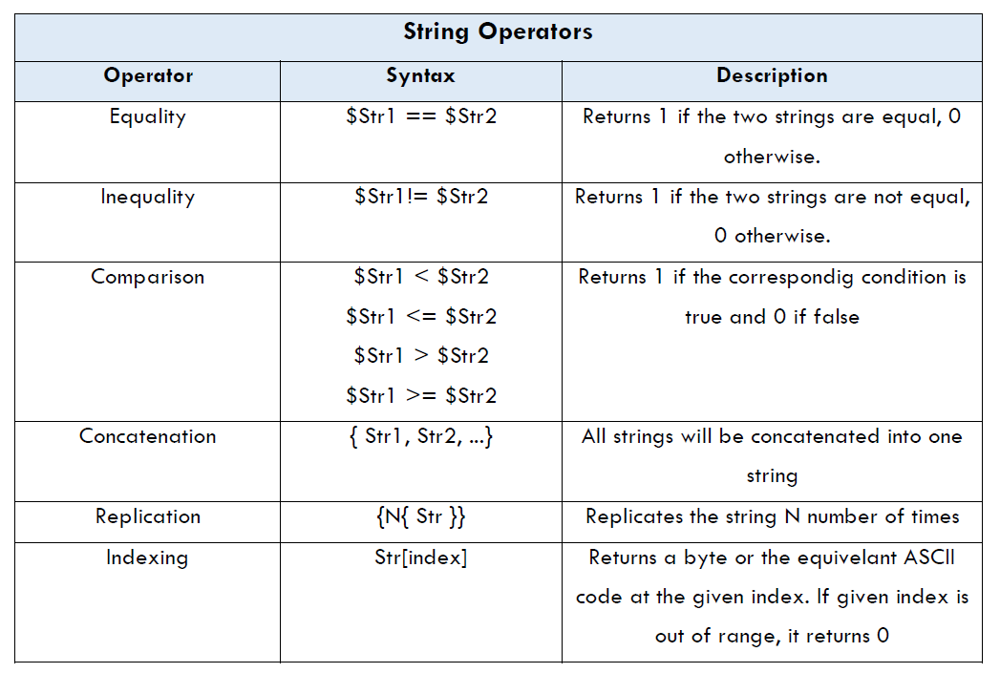 String Operators
Operator Syntax Description
Equality $Str1 == $Str2 Returns 1 if the two strings are equal, 0
otherwise.
Inequality $Str1!= $Str2 Returns 1 if the two strings are not equal,
0 otherwise.
Comparison $Str1 < $Str2 Returns 1 if the correspondig condition is
$Str1 <= $Str2 true and 0 if false
$Str1 > $Str2
$Str1 >= $Str2
Concatenation { Str1, Str2, ...} All strings will be concatenated into one
string
Replication {N{ Str }} Replicates the string N number of times
Indexing Str[index] Returns a byte or the equivelant ASCII
code at the given index. If given index is
out of range, it returns 0